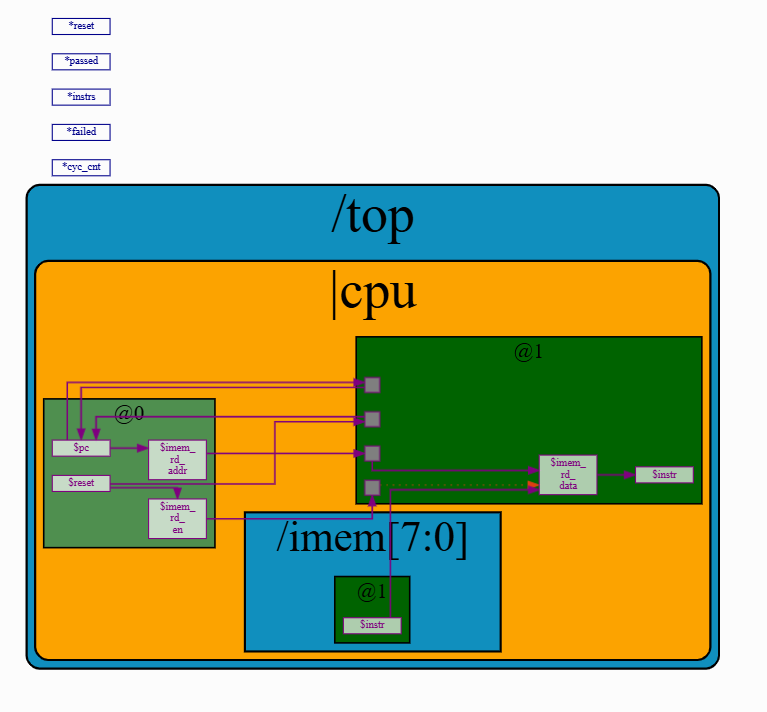 *reset
*passed
*instrs
*failed
*cyc_cnt
/top
|cpu
@1
@0
$pc
$imem_
rd_
addr
$reset
$imem_
rd_
en
$imem_
rd_
data
$instr
/imem[7:0]
@1
$instr